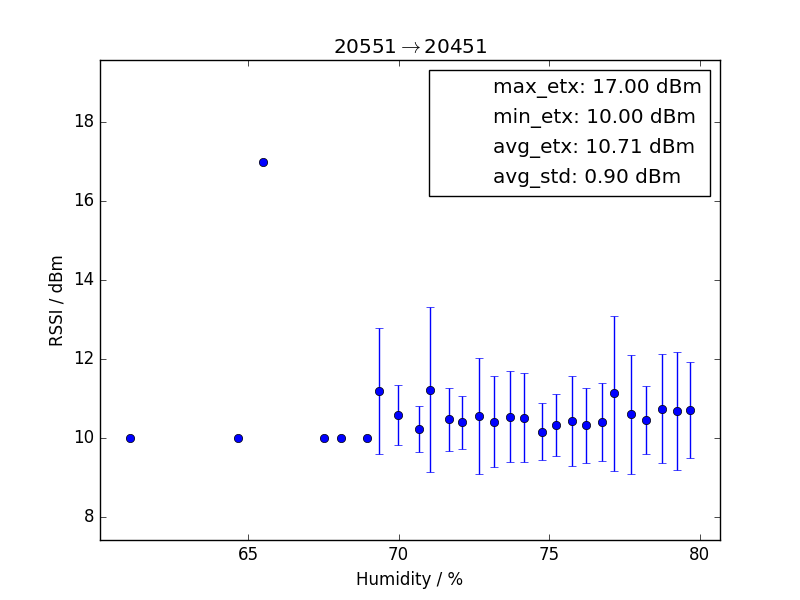 20551→20451
max_etx: 17.00 dBm
min_etx: 10.00 dBm
avg_etx: 10.71 dBm
avg_std: 0.90 dBm
18
16
14
12
10
8
RSSI / dBm
65 70 75 80
Humidity / %